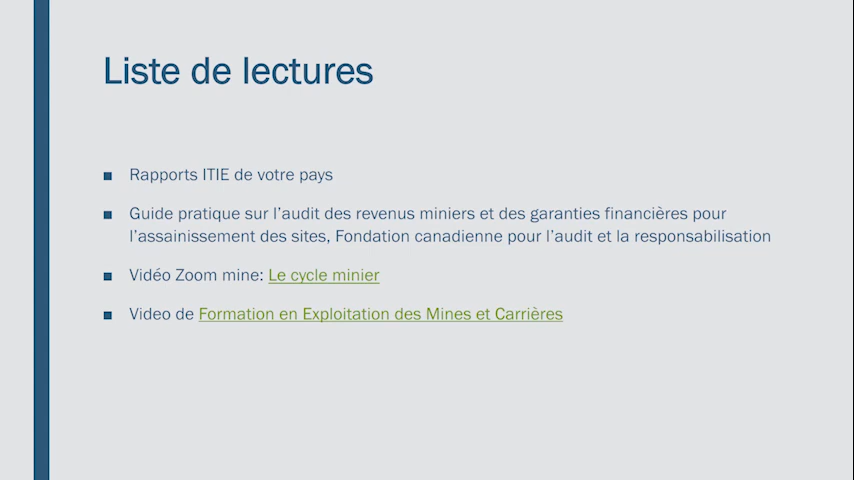 Liste de lectures
■ Rapports ITIE de votre pays
■ Guide pratique sur l'audit des revenus miniers et des garanties financières pour
l'assainissement des sites, Fondation canadienne pour l'audit et la responsabilisation
■ Vidéo Zoom mine: Le cycle minier
■ Video de Formation en Exploitation des Mines et Carrières